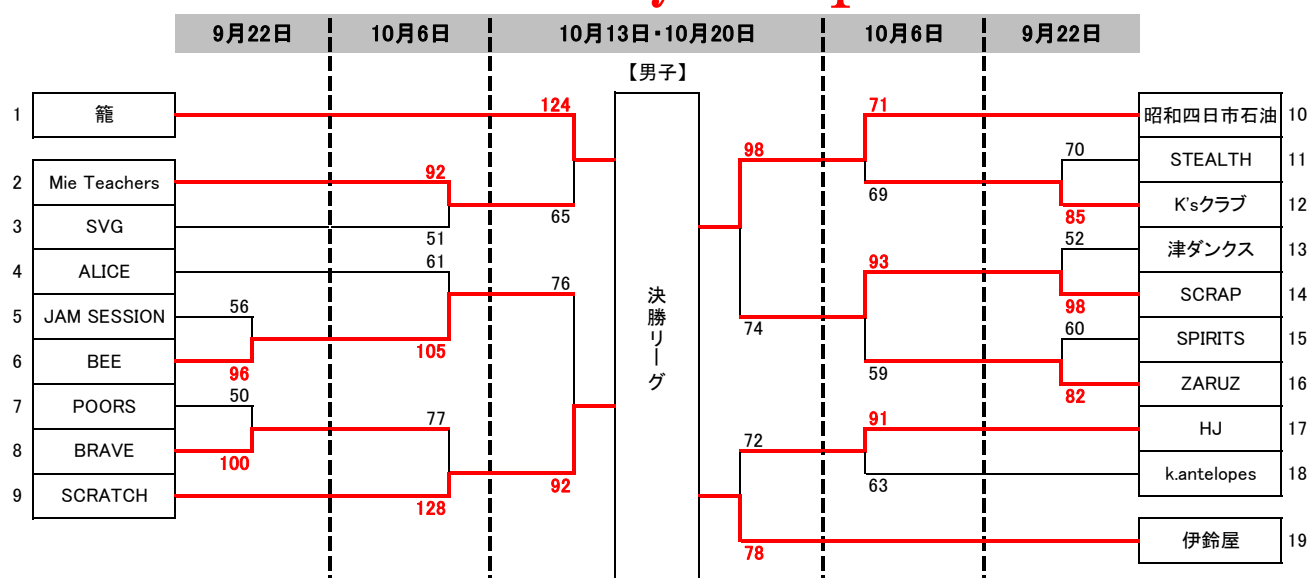 9月22日 10月6日 10月13日・10月20日 10月6日 9月22日
【男子】
1 籠 124 71 昭和四日市石油 10
98 70 STEALTH 11
2 Mie Teachers 92
65 69 85 K'sクラブ 12
3 SVG 51
52 津ダンクス 13
4 ALICE 61 76 93
98 SCRAP 14
5 JAM SESSION 56
74 60 SPIRITS 15
6 BEE 96 105
59 82 ZARUZ 16
7 POORS 50 77
91 HJ 17
8 BRAVE 100 72
92 63 k.antelopes 18
9 SCRATCH 128
78 伊鈴屋 19
決勝リーグ